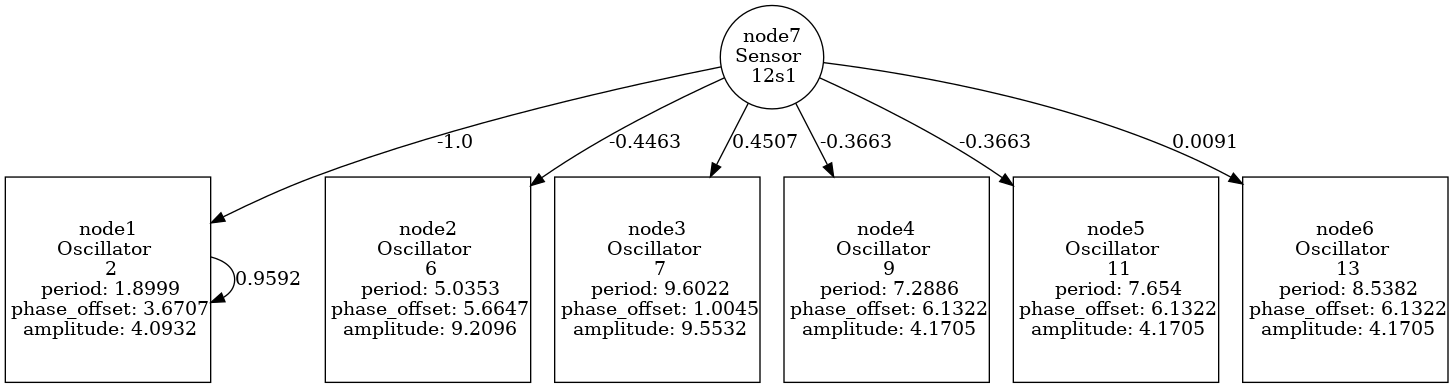 node7
Sensor
12s1
-1.0
-0.4463
0.4507
-0.3663
-0.3663
0.0091
node1
Oscillator
2
period: 1.8999
phase_offset: 3.6707
amplitude: 4.0932
0.9592
node2
Oscillator
6
period: 5.0353
phase_offset: 5.6647
amplitude: 9.2096
node3
Oscillator
7
period: 9.6022
phase_offset: 1.0045
amplitude: 9.5532
node4
Oscillator
9
period: 7.2886
phase_offset: 6.1322
amplitude: 4.1705
node5
Oscillator
11
period: 7.654
phase_offset: 6.1322
amplitude: 4.1705
node6
Oscillator
13
period: 8.5382
phase_offset: 6.1322
amplitude: 4.1705